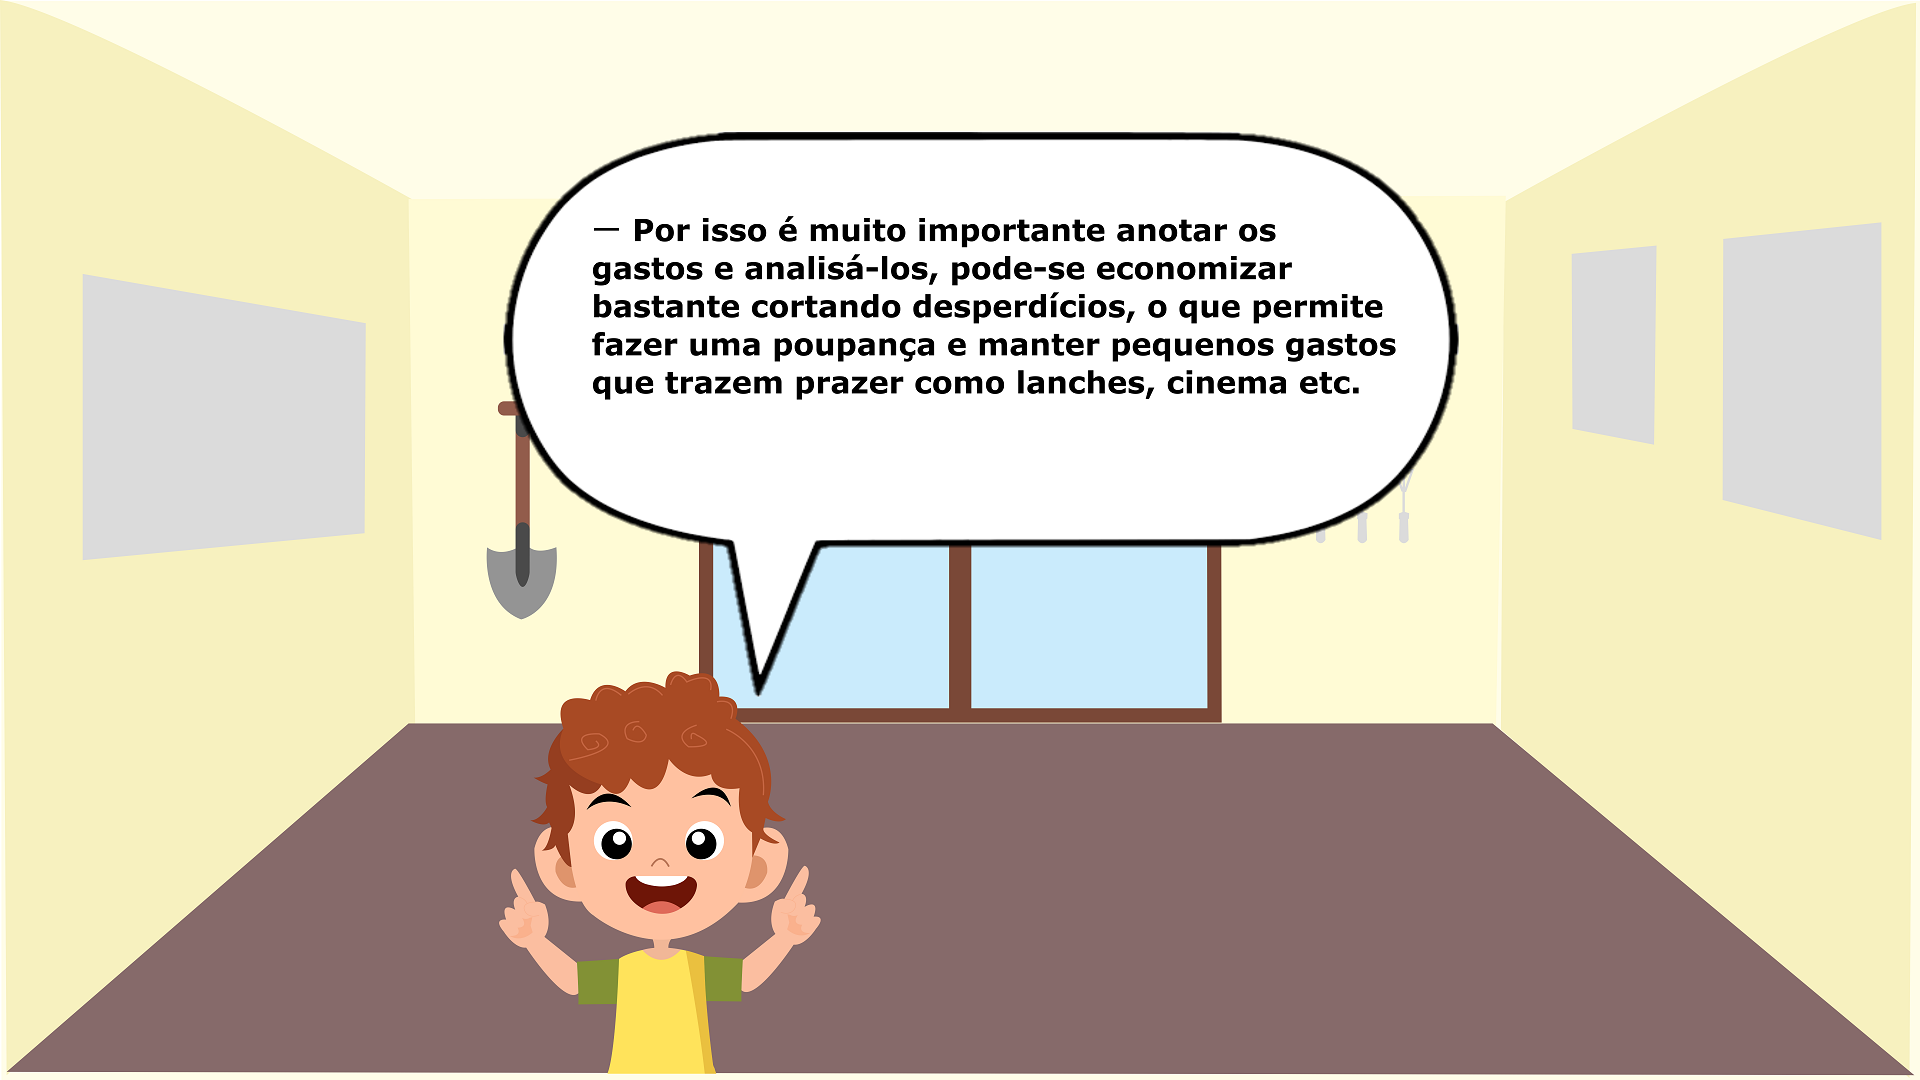 — Por isso é muito importante anotar os
gastos e analisá-los, pode-se economizar
bastante cortando desperdícios, o que permite
fazer uma poupança e manter pequenos gastos
que trazem prazer como lanches, cinema etc.